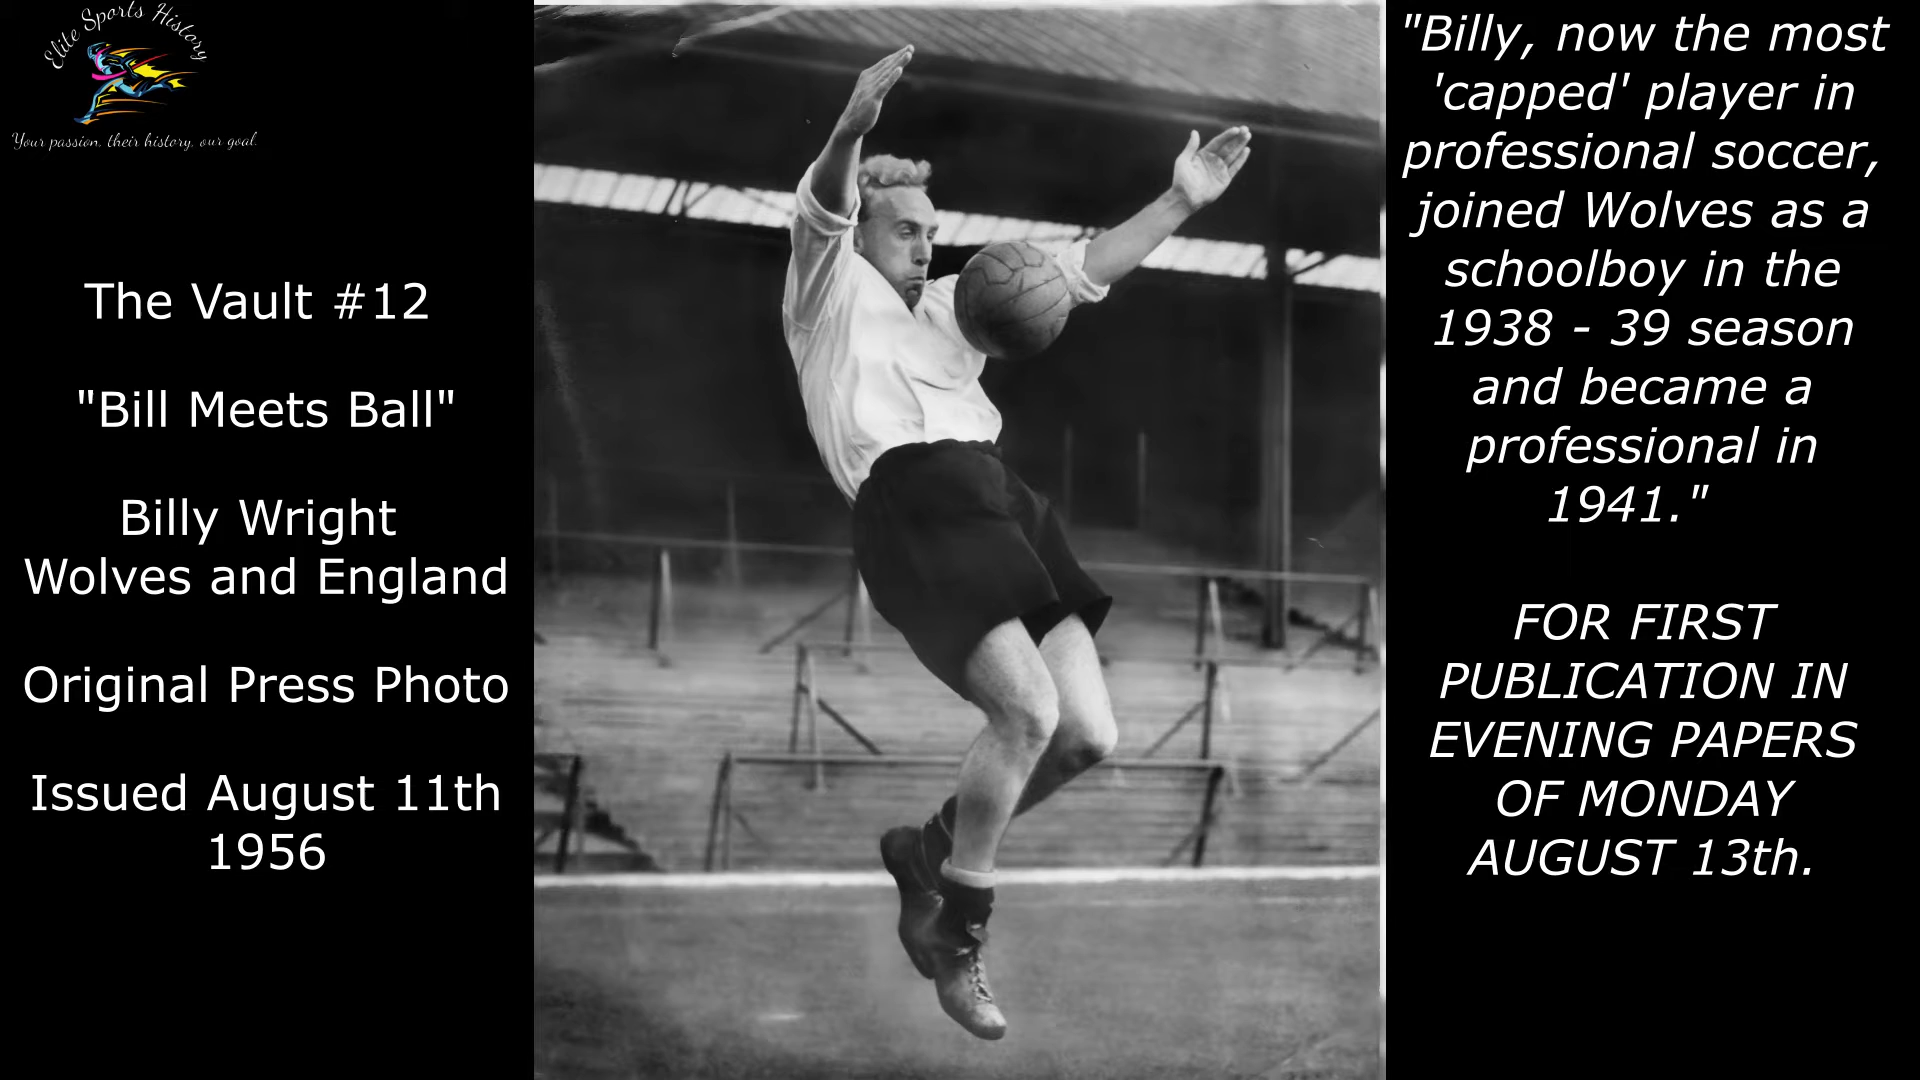 Elite Sports History
Your passion, their history, our goal.
The Vault #12
"Bill Meets Ball"
Billy Wright
Wolves and England
Original Press Photo
Issued August 11th
1956
"Billy, now the most
'capped' player in
professional soccer,
joined Wolves as a
schoolboy in the
1938 - 39 season
and became a
professional in
1941."
FOR FIRST
PUBLICATION IN
EVENING PAPERS
OF MONDAY
AUGUST 13th.